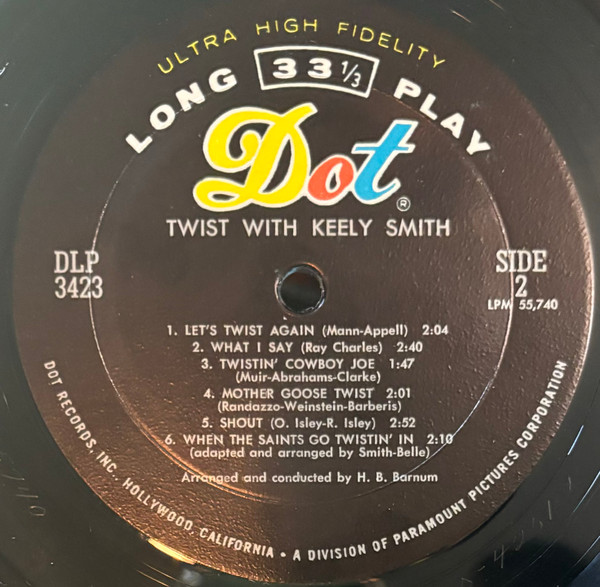 ULTRA HIGH FIDELITY
LONG 33 1/3 PLAY
Dot®
TWIST WITH KEELY SMITH
DLP
3423
SIDE
2
LPM 55,740
1. LET'S TWIST AGAIN (Mann-Appell) 2:04
2. WHAT I SAY (Ray Charles) 2:40
3. TWISTIN' COWBOY JOE 1:47
(Muir-Abrahams-Clarke)
4. MOTHER GOOSE TWIST 2:01
(Randazzo-Weinstein-Barberis)
5. SHOUT (O. Isley-R. Isley) 2:52
6. WHEN THE SAINTS GO TWISTIN' IN 2:10
(adapted and arranged by Smith-Belle)
Arranged and conducted by H. B. Barnum
DOT RECORDS, INC. HOLLYWOOD, CALIFORNIA • A DIVISION OF PARAMOUNT PICTURES CORPORATION